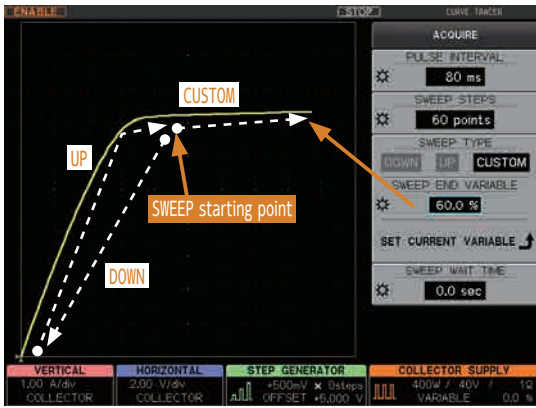 ENABLE
STOP
CURVE TRACER
ACQUIRE
PULSE INTERVAL
80 ms
SWEEP STEPS
60 points
SWEEP TYPE
DOWN UP CUSTOM
SWEEP END VARIABLE
60.0 %
SET CURRENT VARIABLE
SWEEP WAIT TIME
0.0 sec
CUSTOM
UP
SWEEP starting point
DOWN
VERTICAL
1.00 A/div
COLLECTOR
HORIZONTAL
2.00 V/div
COLLECTOR
STEP GENERATOR
+500mV × 0steps
OFFSET +5,000 V
COLLECTOR SUPPLY
400W / 40V / 1Ω
VARIABLE 0.0 %